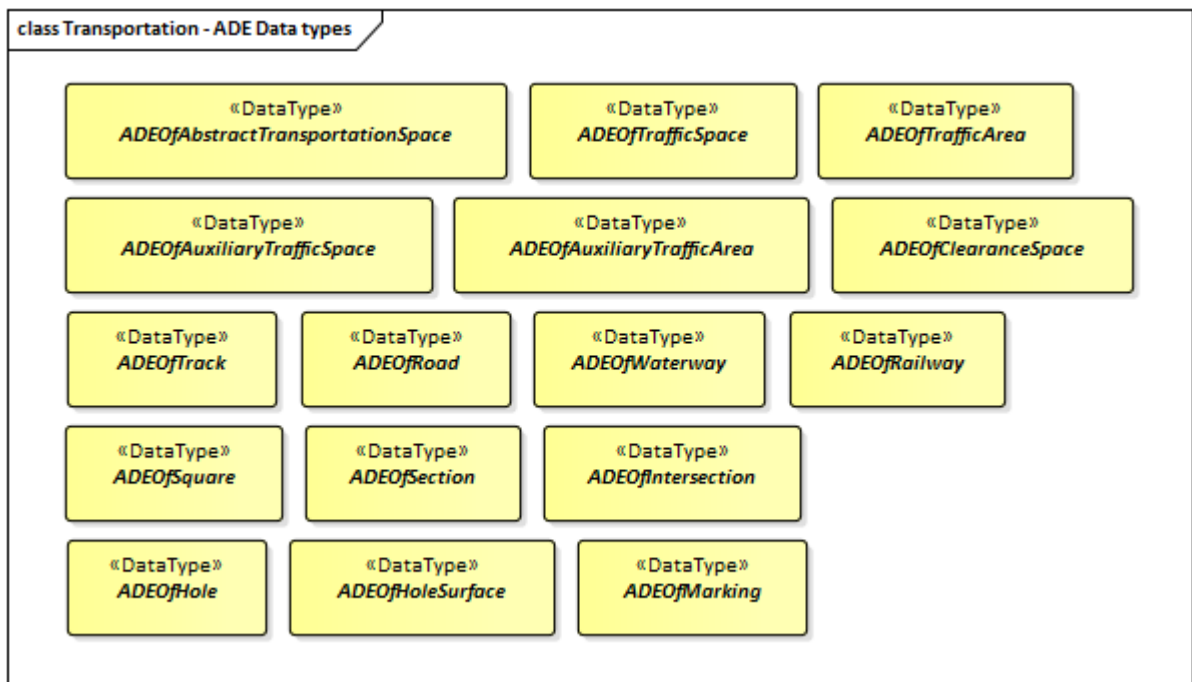 class Transportation - ADE Data types
«DataType»
ADEOfAbstractTransportationSpace
«DataType»
ADEOfTrafficSpace
«DataType»
ADEOfTrafficArea
«DataType»
ADEOfAuxiliaryTrafficSpace
«DataType»
ADEOfAuxiliaryTrafficArea
«DataType»
ADEOfClearanceSpace
«DataType»
ADEOfTrack
«DataType»
ADEOfRoad
«DataType»
ADEOfWaterway
«DataType»
ADEOfRailway
«DataType»
ADEOfSquare
«DataType»
ADEOfSection
«DataType»
ADEOfIntersection
«DataType»
ADEOfHole
«DataType»
ADEOfHoleSurface
«DataType»
ADEOfMarking